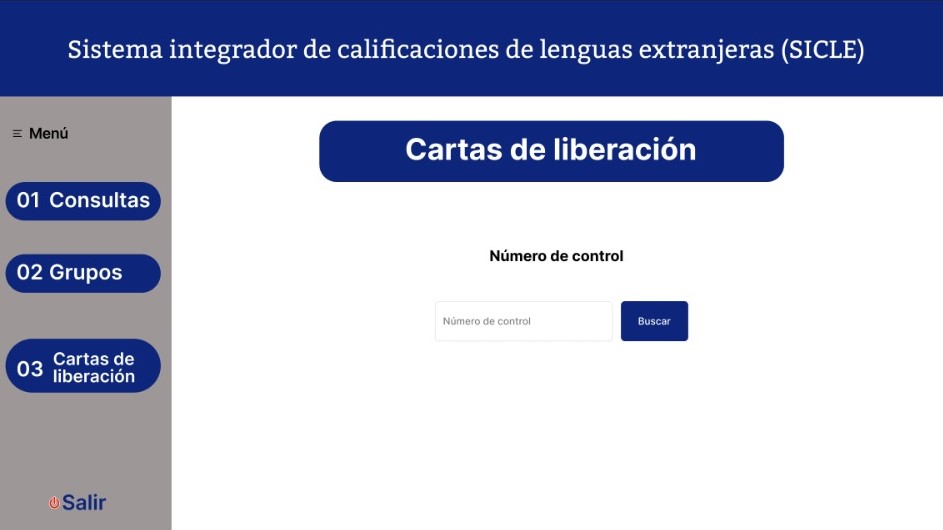 Sistema integrador de calificaciones de lenguas extranjeras (SICLE)
Menú
01 Consultas
02 Grupos
03 Cartas de
liberación
Salir
Cartas de liberación
Número de control
Número de control
Buscar